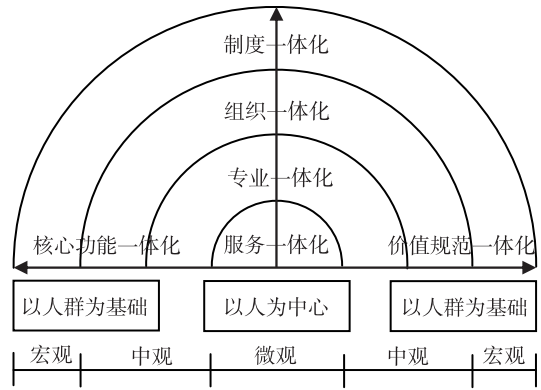 制度一体化
组织一体化
专业一体化
核心功能一体化 服务一体化 价值规范一体化
以人群为基础 以人为中心 以人群为基础
宏观 中观 微观 中观 宏观